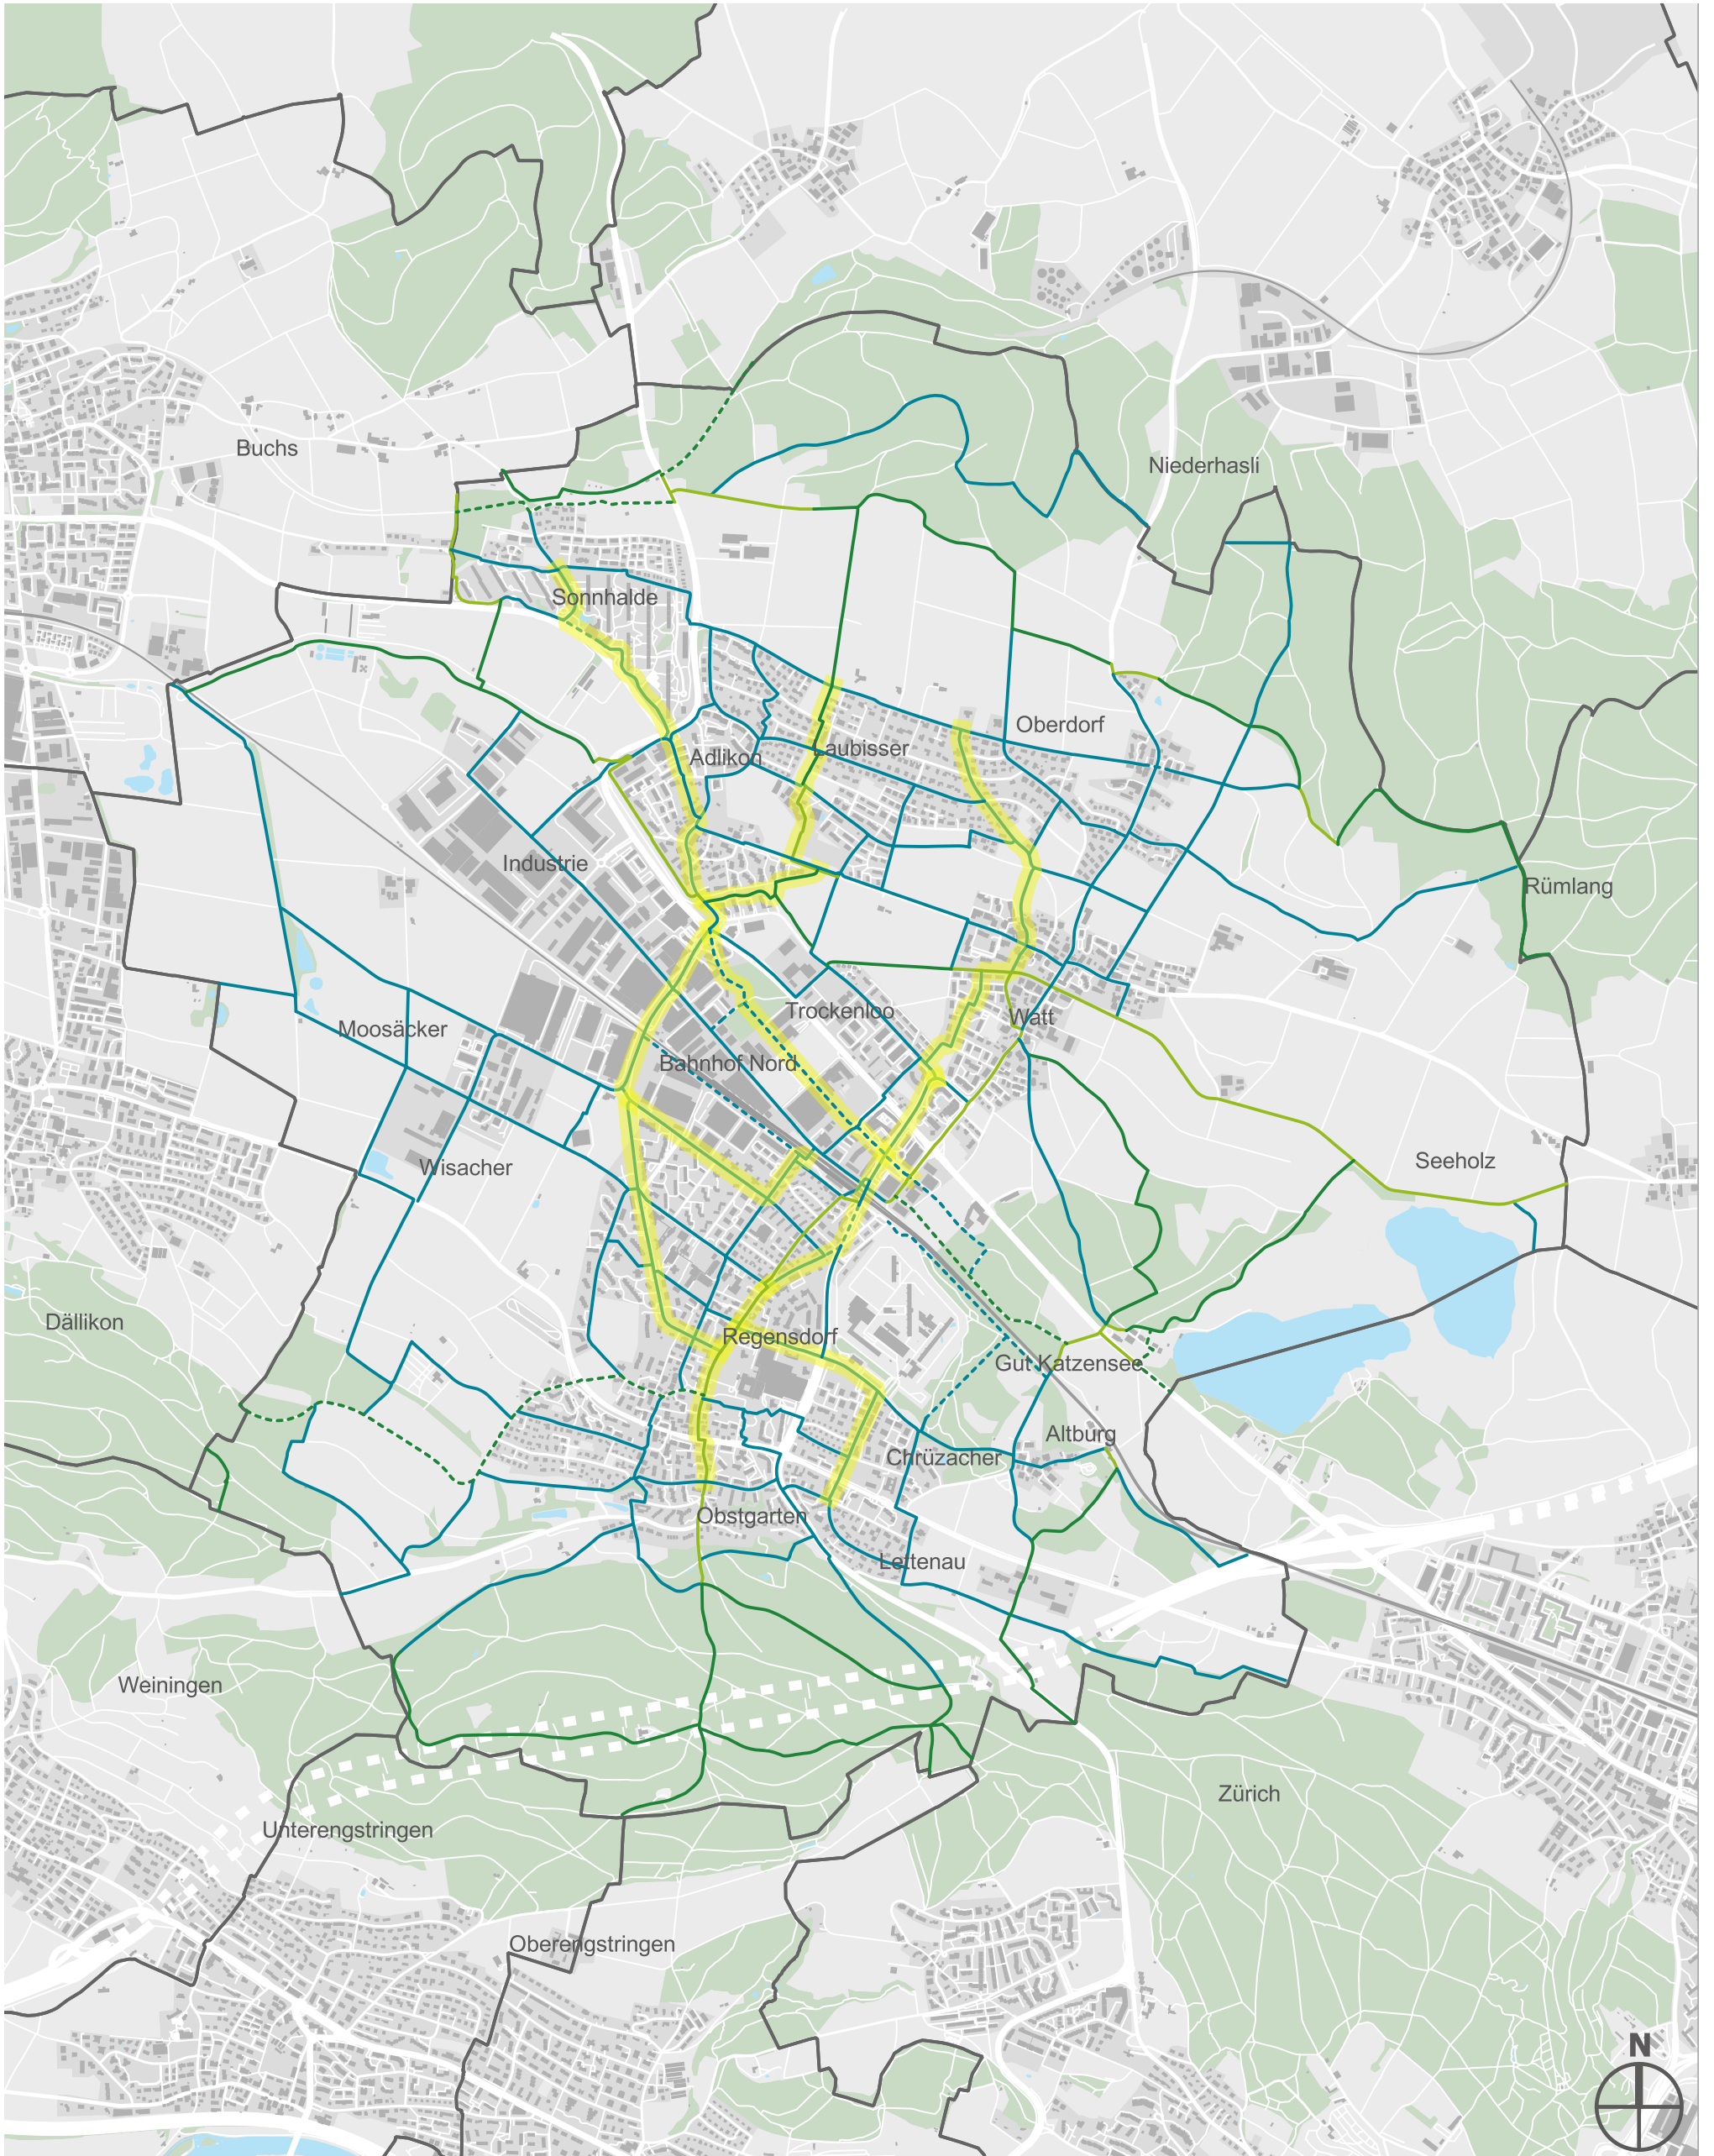 Buchs
Niederhasli
Sonnhalde
Oberdorf
Laubisser
Adlikon
Industrie
Rümlang
Trockenloo
Watt
Moosäcker
Bahnhof Nord
Seeholz
Wisacher
Dällikon
Regensdorf
Gut Katzensee
Altburg
Chrüzacher
Obstgarten
Lettenau
Weiningen
Zürich
Unterengstringen
Oberengstringen
N